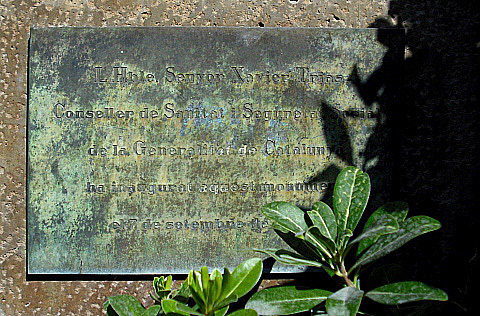 L'Hble. Senyor Xavier Trias
Conseller de Sanitat i Seguretat Social
de la Generalitat de Catalunya
ha inaugurat aquest monument
el 7 de setembre de